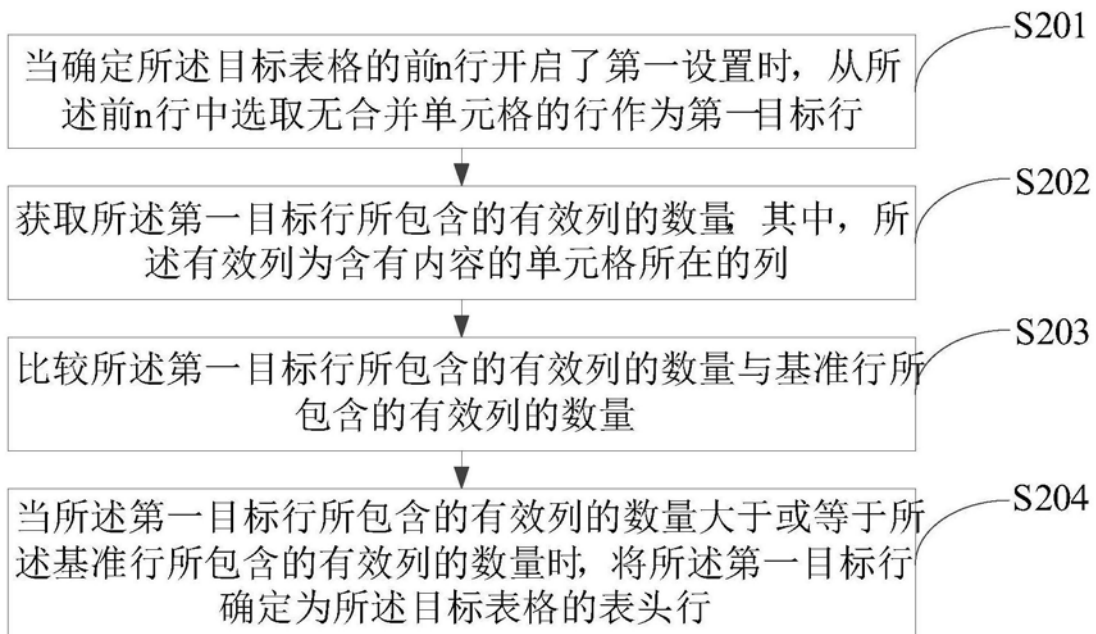 S201
当确定所述目标表格的前n行开启了第一设置时，从所
述前n行中选取无合并单元格的行作为第一目标行
S202
获取所述第一目标行所包含的有效列的数量，其中，所
述有效列为含有内容的单元格所在的列
S203
比较所述第一目标行所包含的有效列的数量与基准行所
包含的有效列的数量
S204
当所述第一目标行所包含的有效列的数量大于或等于所
述基准行所包含的有效列的数量时，将所述第一目标行
确定为所述目标表格的表头行